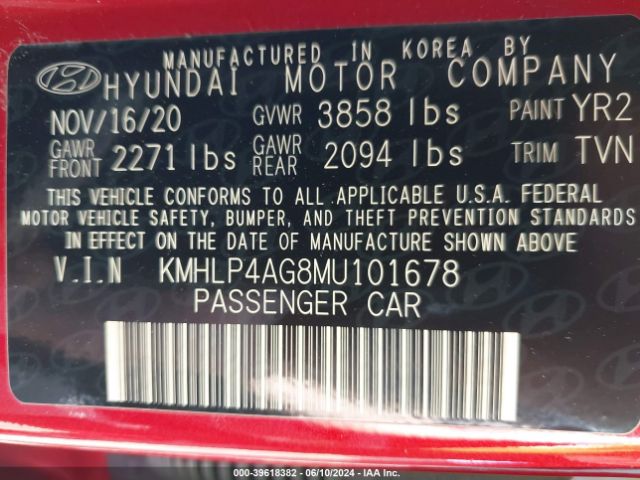 MANUFACTURED IN KOREA BY
HYUNDAI MOTOR COMPANY
NOV/16/20 GVWR 3858 lbs PAINT YR2
GAWR FRONT 2271 lbs GAWR REAR 2094 lbs TRIM TVN
THIS VEHICLE CONFORMS TO ALL APPLICABLE U.S.A. FEDERAL
MOTOR VEHICLE SAFETY, BUMPER, AND THEFT PREVENTION STANDARDS
IN EFFECT ON THE DATE OF MANUFACTURE SHOWN ABOVE
V.I.N KMHLP4AG8MU101678
PASSENGER CAR
000-39618382 - 06/10/2024 - IAA Inc.